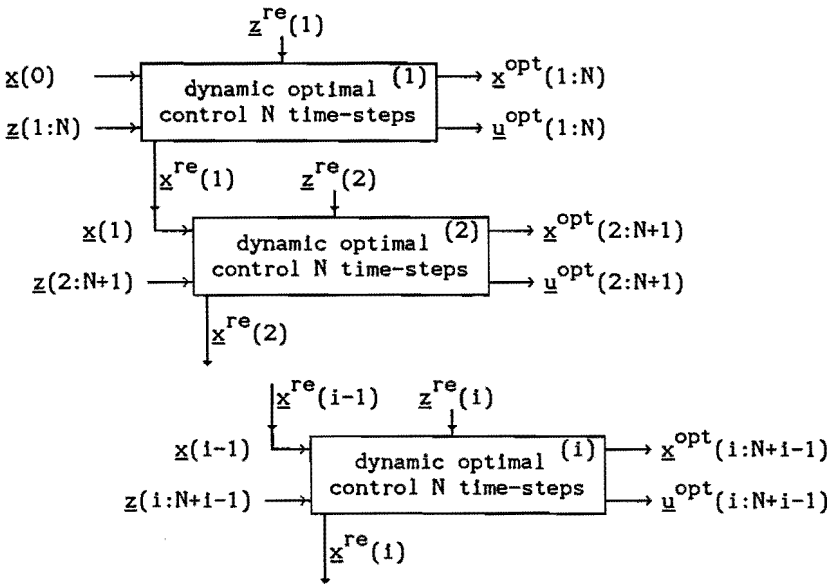 z^re(1)
x(0) (1) x^opt(1:N)
dynamic optimal
control N time-steps
z(1:N) u^opt(1:N)
x^re(1) z^re(2)
x(1) (2) x^opt(2:N+1)
dynamic optimal
control N time-steps
z(2:N+1) u^opt(2:N+1)
x^re(2)
x^re(i-1) z^re(i)
x(i-1) (i) x^opt(i:N+i-1)
dynamic optimal
control N time-steps
z(i:N+i-1) u^opt(i:N+i-1)
x^re(i)